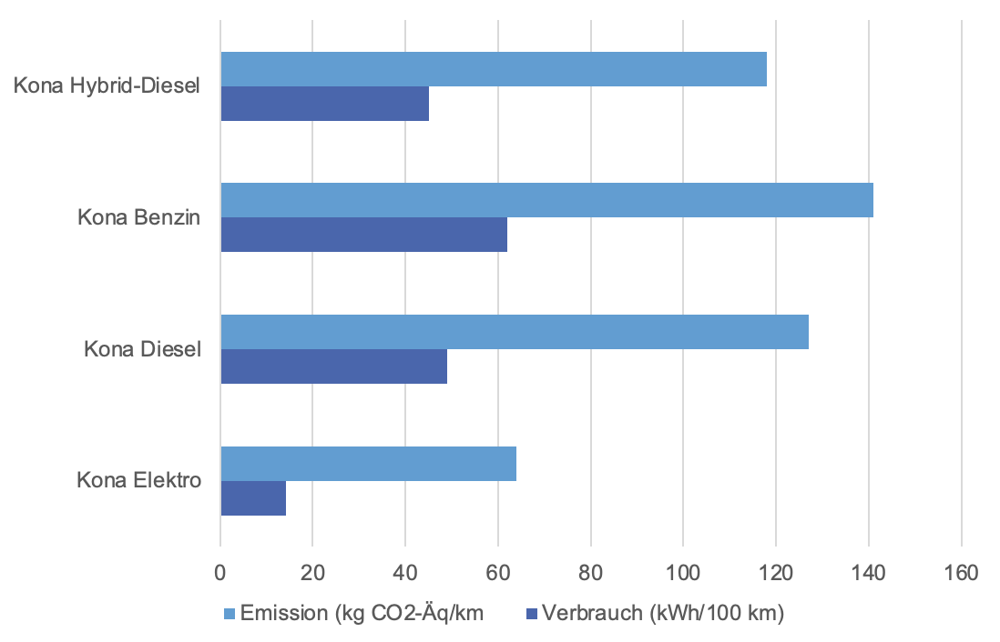 Kona Hybrid-Diesel
Kona Benzin
Kona Diesel
Kona Elektro
0 20 40 60 80 100 120 140 160
Emission (kg CO2-Äq/km Verbrauch (kWh/100 km)